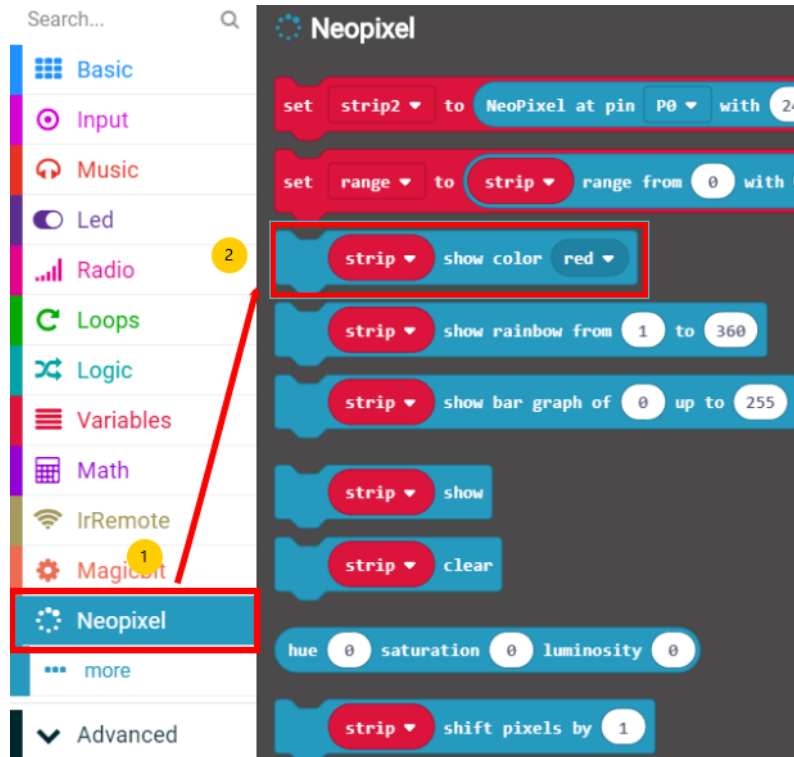 Search...
Basic
Input
Music
Led
Radio
Loops
Logic
Variables
Math
IrRemote
1
Neopixel
more
Advanced
Neopixel
set strip2 to NeoPixel at pin P0 with
set range to strip range from 0 with
2
strip show color red
strip show rainbow from 1 to 360
strip show bar graph of 0 up to 255
strip show
strip clear
hue 0 saturation 0 luminosity 0
strip shift pixels by 1